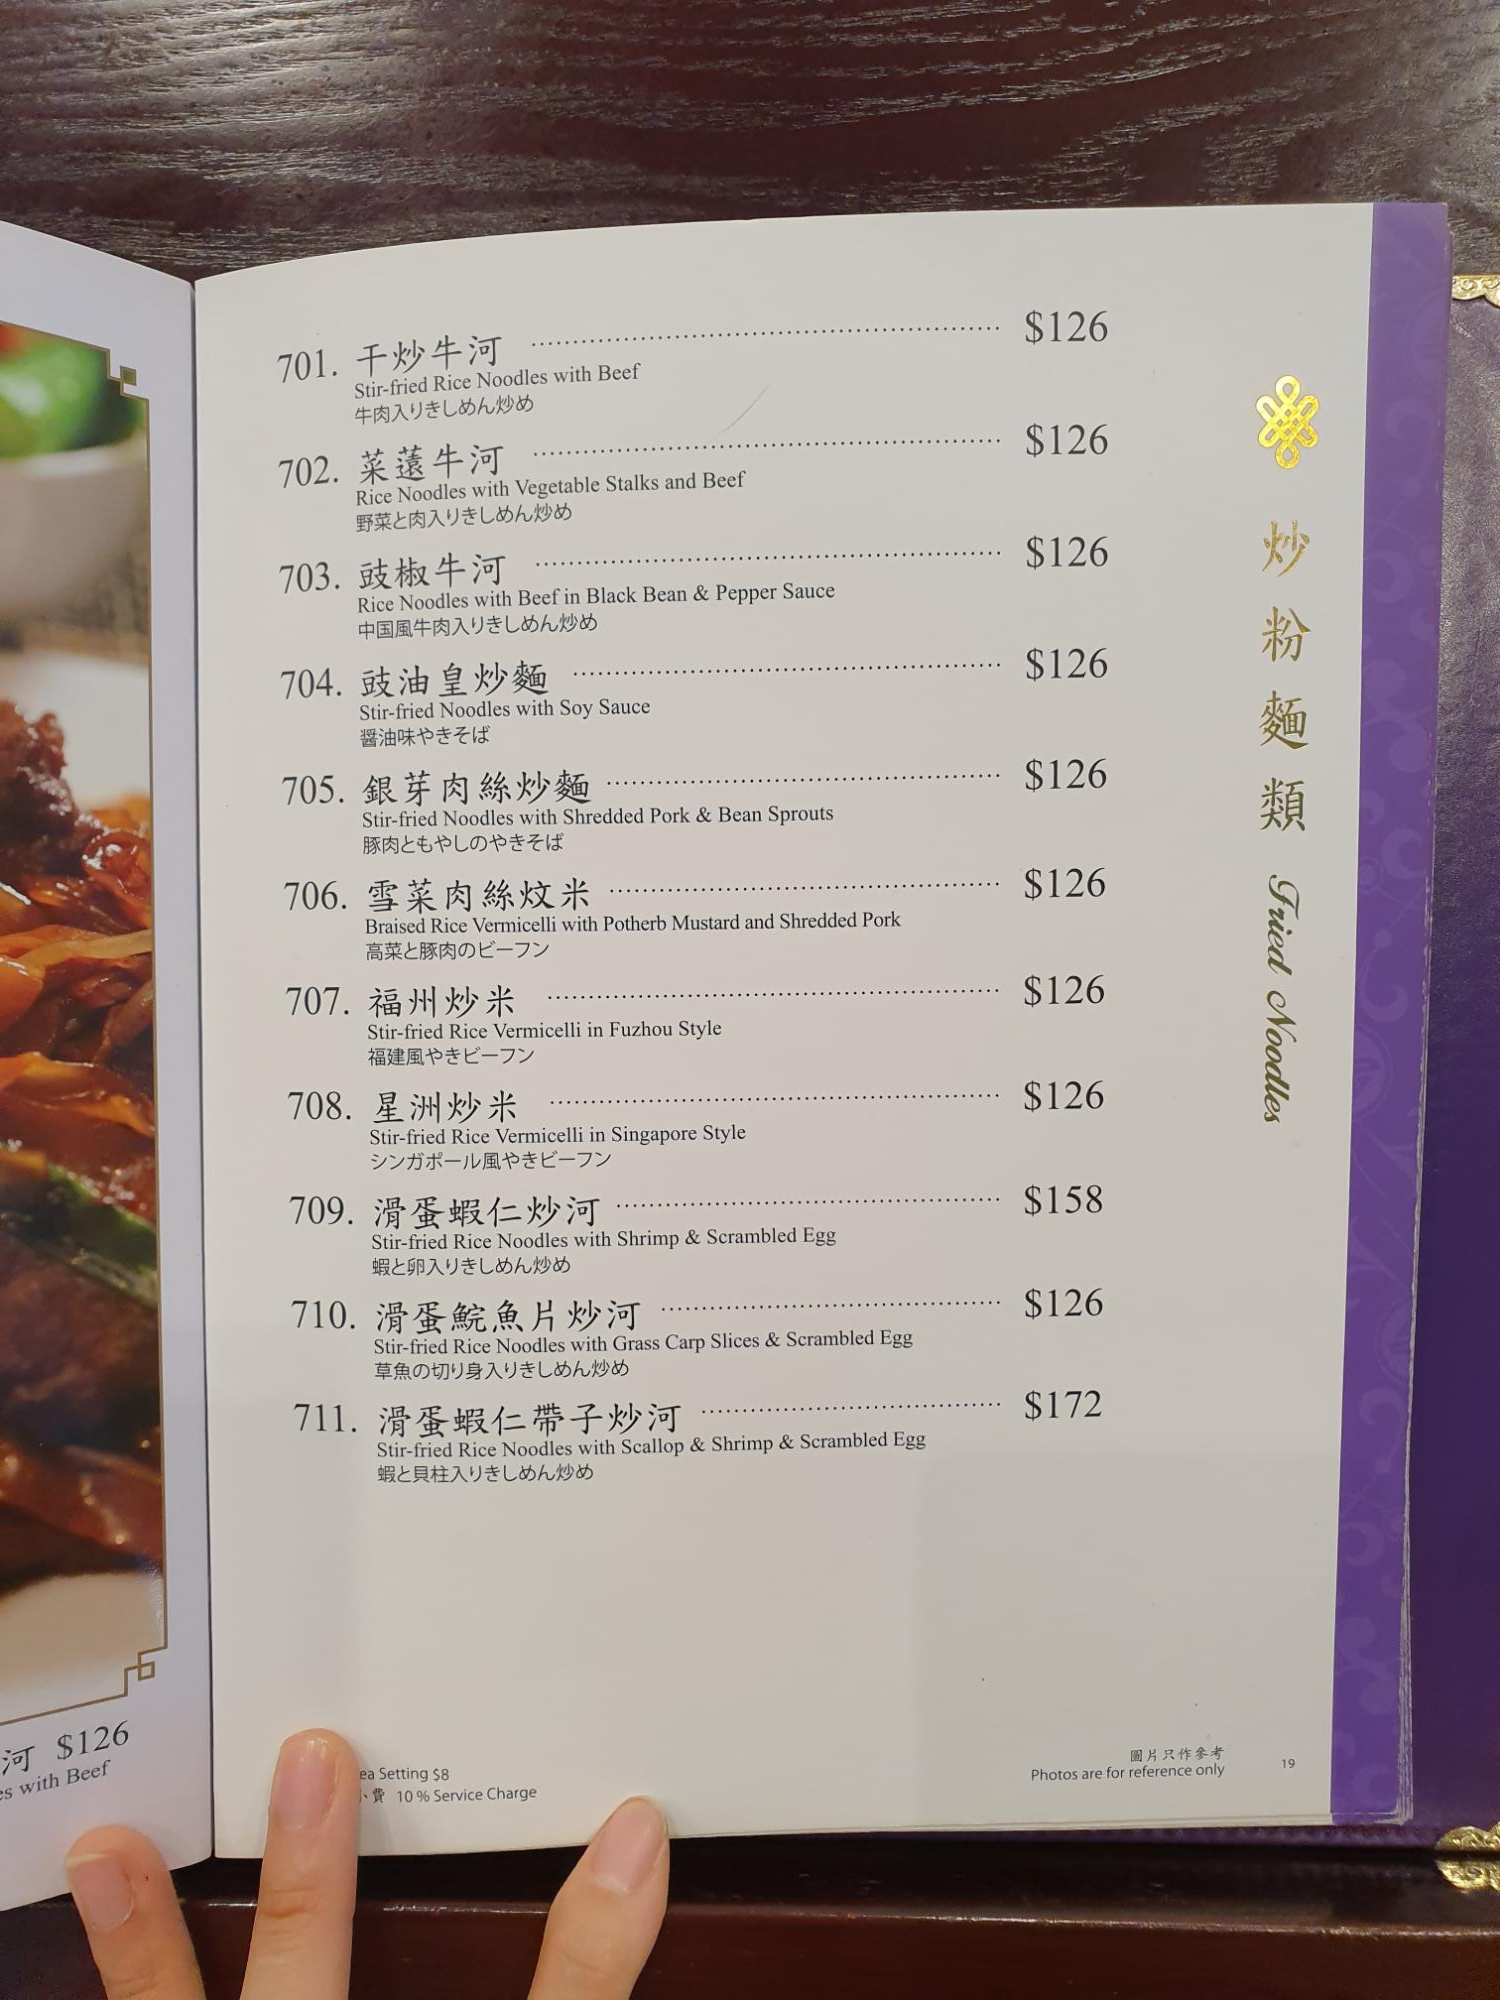 701. 干炒牛河 $126
Stir-fried Rice Noodles with Beef
牛肉入りきしめん炒め
702. 菜薳牛河 $126
Rice Noodles with Vegetable Stalks and Beef
野菜と肉入りきしめん炒め
703. 豉椒牛河 $126
Rice Noodles with Beef in Black Bean & Pepper Sauce
中国風牛肉入りきしめん炒め
704. 豉油皇炒麵 $126
Stir-fried Noodles with Soy Sauce
醤油味やきそば
705. 銀芽肉絲炒麵 $126
Stir-fried Noodles with Shredded Pork & Bean Sprouts
豚肉ともやしのやきそば
706. 雪菜肉絲炆米 $126
Braised Rice Vermicelli with Potherb Mustard and Shredded Pork
高菜と豚肉のビーフン
707. 福州炒米 $126
Stir-fried Rice Vermicelli in Fuzhou Style
福建風やきビーフン
708. 星洲炒米 $126
Stir-fried Rice Vermicelli in Singapore Style
シンガポール風やきビーフン
709. 滑蛋蝦仁炒河 $158
Stir-fried Rice Noodles with Shrimp & Scrambled Egg
蝦と卵入りきしめん炒め
710. 滑蛋鯇魚片炒河 $126
Stir-fried Rice Noodles with Grass Carp Slices & Scrambled Egg
草魚の切り身入りきしめん炒め
711. 滑蛋蝦仁帶子炒河 $172
Stir-fried Rice Noodles with Scallop & Shrimp & Scrambled Egg
蝦と貝柱入りきしめん炒め
炒粉麵類 Fried Noodles
河 $126
with Beef
Setting $8
費 10% Service Charge
圖片只作參考
Photos are for reference only
19